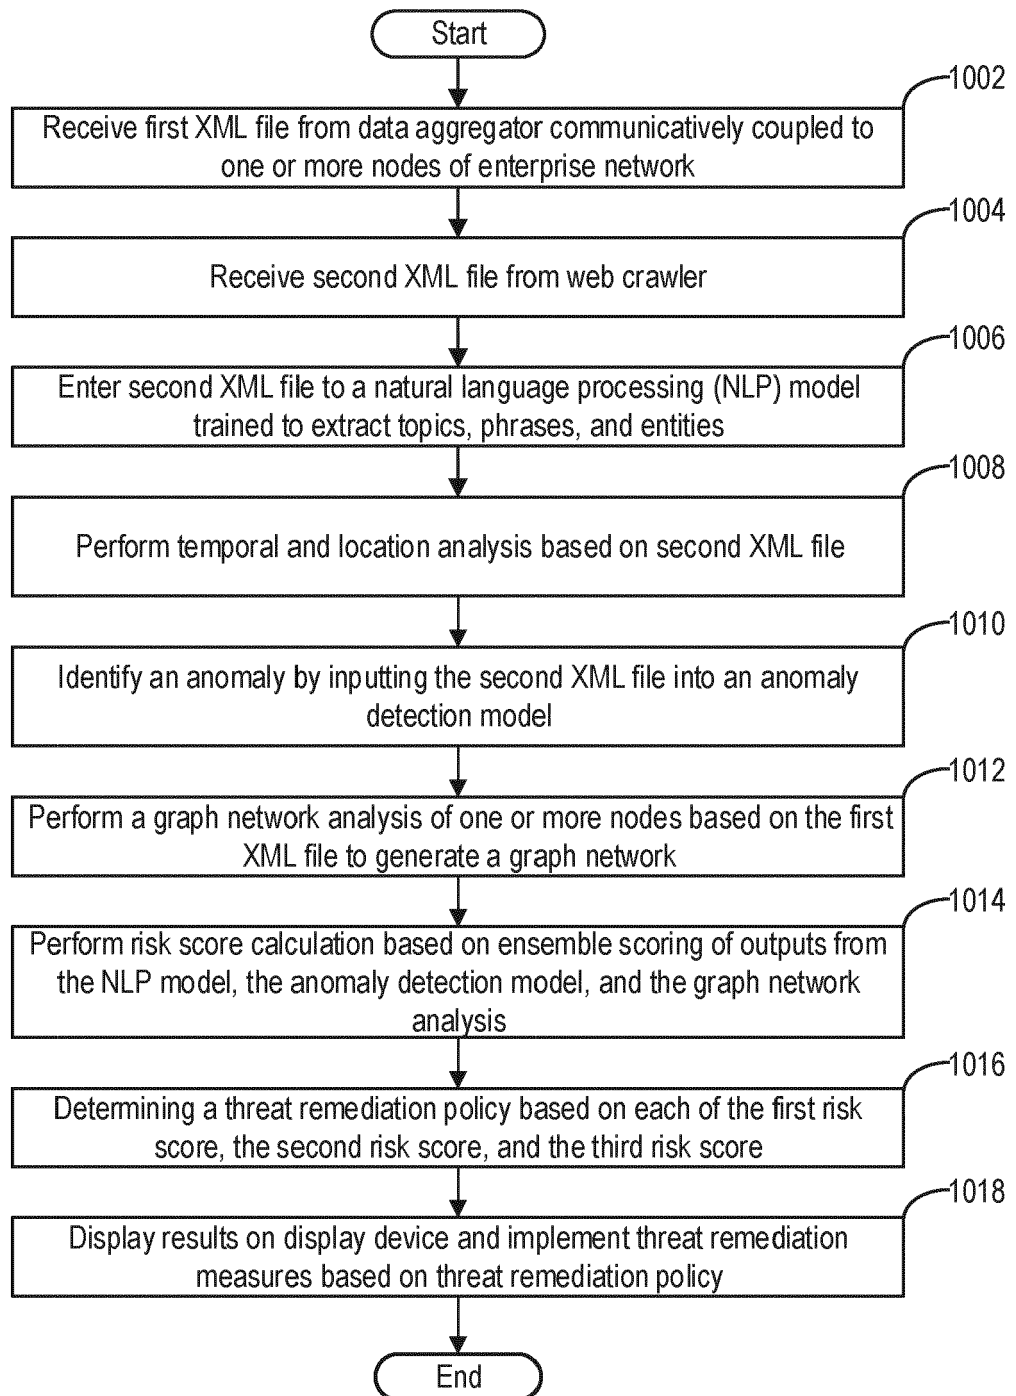 Start
1002
Receive first XML file from data aggregator communicatively coupled to
one or more nodes of enterprise network
1004
Receive second XML file from web crawler
1006
Enter second XML file to a natural language processing (NLP) model
trained to extract topics, phrases, and entities
1008
Perform temporal and location analysis based on second XML file
1010
Identify an anomaly by inputting the second XML file into an anomaly
detection model
1012
Perform a graph network analysis of one or more nodes based on the first
XML file to generate a graph network
1014
Perform risk score calculation based on ensemble scoring of outputs from
the NLP model, the anomaly detection model, and the graph network
analysis
1016
Determining a threat remediation policy based on each of the first risk
score, the second risk score, and the third risk score
1018
Display results on display device and implement threat remediation
measures based on threat remediation policy
End